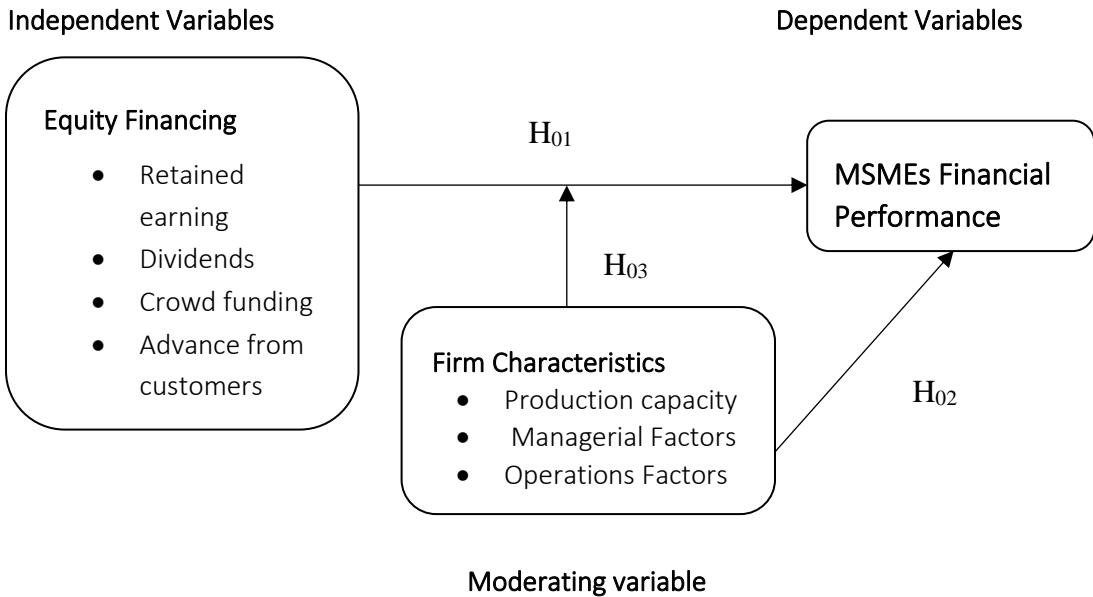 Independent Variables
Dependent Variables
Equity Financing
• Retained
earning
• Dividends
• Crowd funding
• Advance from
customers
H01
MSMEs Financial
Performance
H03
Firm Characteristics
• Production capacity
• Managerial Factors
• Operations Factors
H02
Moderating variable